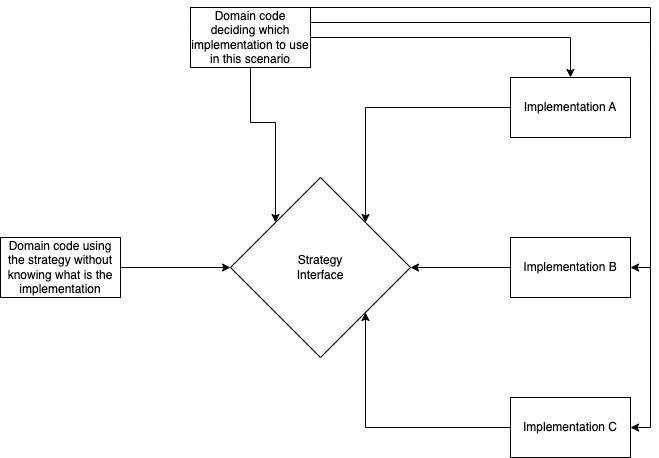 Domain code
deciding which
implementation to use
in this scenario
Implementation A
Domain code using
the strategy without
knowing what is the
implementation
Strategy
Interface
Implementation B
Implementation C